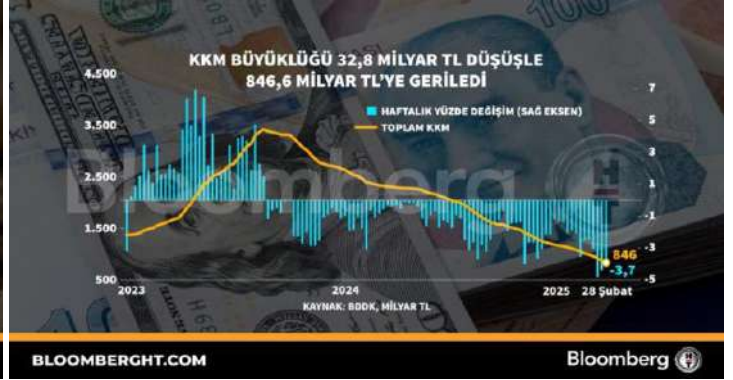 KKM BÜYÜKLÜĞÜ 32,8 MİLYAR TL DÜŞÜŞLE
846,6 MİLYAR TL'YE GERİLEDİ
HAFTALIK YÜZDE DEĞİŞİM (SAĞ EKSEN)
TOPLAM KKM
4.500
3.500
2.500
1.500
500
7
5
3
1
-1
-3
-5
Bloomberg
846
-3,7
2023
2024
2025
28 Şubat
KAYNAK: BDDK, MİLYAR TL
100
BLOOMBERGHT.COM
Bloomberg